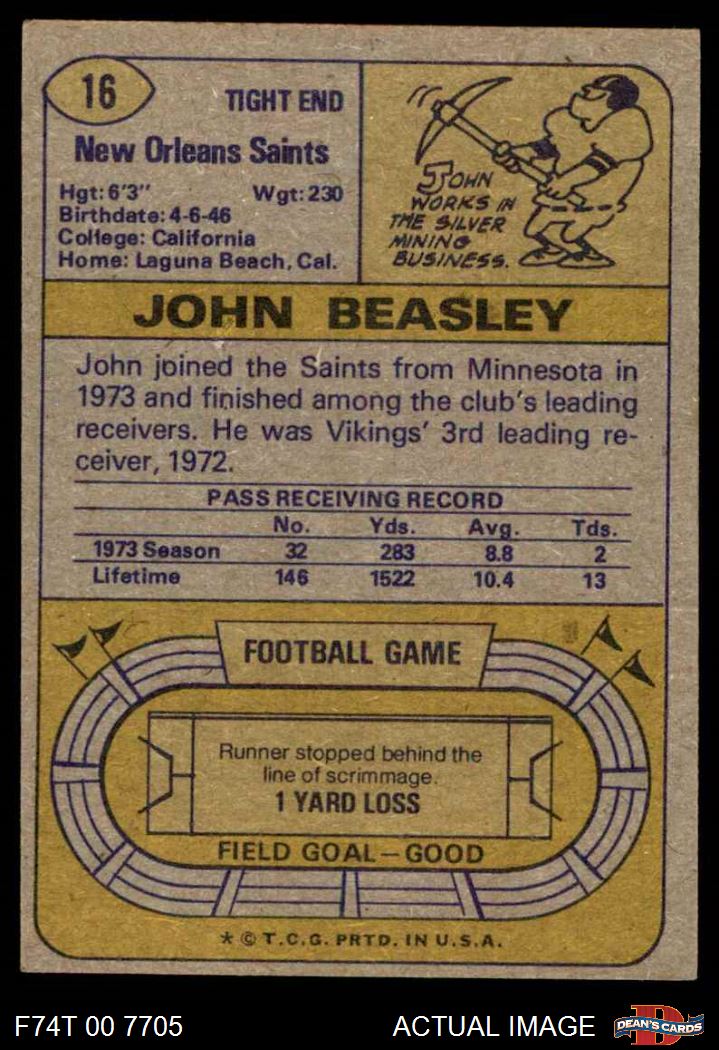 16
TIGHT END
New Orleans Saints
Hgt: 6'3" Wgt: 230
Birthdate: 4-6-46
College: California
Home: Laguna Beach, Cal.
JOHN
WORKS IN
THE SILVER
MINING
BUSINESS.
JOHN BEASLEY
John joined the Saints from Minnesota in
1973 and finished among the club's leading
receivers. He was Vikings' 3rd leading re-
ceiver, 1972.
PASS RECEIVING RECORD
No. Yds. Avg. Tds.
1973 Season 32 283 8.8 2
Lifetime 146 1522 10.4 13
FOOTBALL GAME
Runner stopped behind the
line of scrimmage.
1 YARD LOSS
FIELD GOAL—GOOD
* © T.C.G. PRTD. IN U.S.A.
F74T 00 7705 ACTUAL IMAGE D DEAN'S CARDS